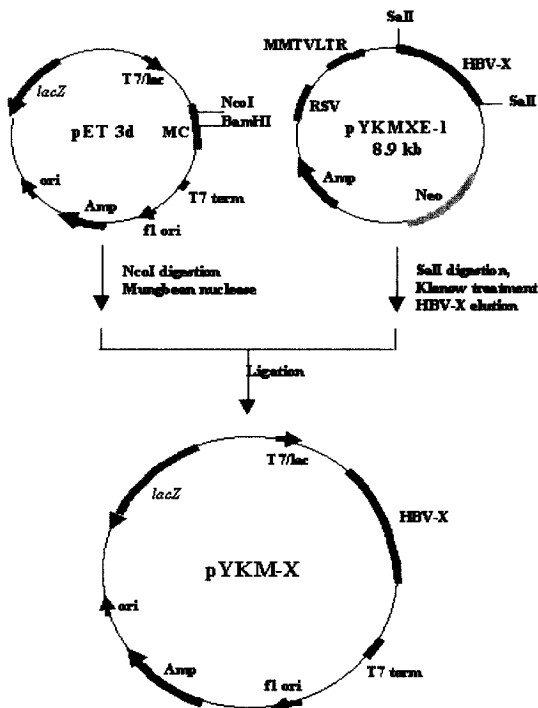 SalI
MMTVLTR
HBV-X
T7/lac
lacZ
NcoI
BamHI
SalI
RSV
pET 3d
MC
pYKMXE-1
8.9 kb
ori
Amp
T7 term
Amp
Neo
f1 ori
NcoI digestion
Mungbean nuclease
SalI digestion,
Klenow treatment
HBV-X elution
Ligation
T7/lac
lacZ
HBV-X
pYKM-X
ori
Amp
T7 term
f1 ori